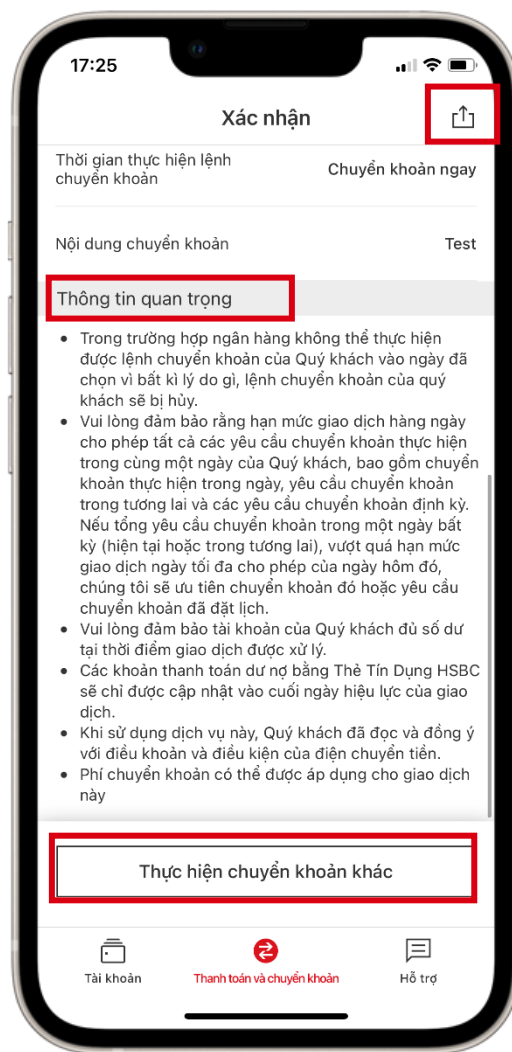 17:25
Xác nhận
Thời gian thực hiện lệnh
chuyển khoản
Chuyển khoản ngay
Nội dung chuyển khoản
Test
Thông tin quan trọng
• Trong trường hợp ngân hàng không thể thực hiện
được lệnh chuyển khoản của Quý khách vào ngày đã
chọn vì bất kì lý do gì, lệnh chuyển khoản của quý
khách sẽ bị hủy.
• Vui lòng đảm bảo rằng hạn mức giao dịch hàng ngày
cho phép tất cả các yêu cầu chuyển khoản thực hiện
trong cùng một ngày của Quý khách, bao gồm chuyển
khoản thực hiện trong ngày, yêu cầu chuyển khoản
trong tương lai và các yêu cầu chuyển khoản định kỳ.
Nếu tổng yêu cầu chuyển khoản trong một ngày bất
kỳ (hiện tại hoặc trong tương lai), vượt quá hạn mức
giao dịch ngày tối đa cho phép của ngày hôm đó,
chúng tôi sẽ ưu tiên chuyển khoản đó hoặc yêu cầu
chuyển khoản đã đặt lịch.
• Vui lòng đảm bảo tài khoản của Quý khách đủ số dư
tại thời điểm giao dịch được xử lý.
• Các khoản thanh toán dư nợ bằng Thẻ Tín Dụng HSBC
sẽ chỉ được cập nhật vào cuối ngày hiệu lực của giao
dịch.
• Khi sử dụng dịch vụ này, Quý khách đã đọc và đồng ý
với điều khoản và điều kiện của điện chuyển tiền.
• Phí chuyển khoản có thể được áp dụng cho giao dịch
này
Thực hiện chuyển khoản khác
Tài khoản
Thanh toán và chuyển khoản
Hỗ trợ